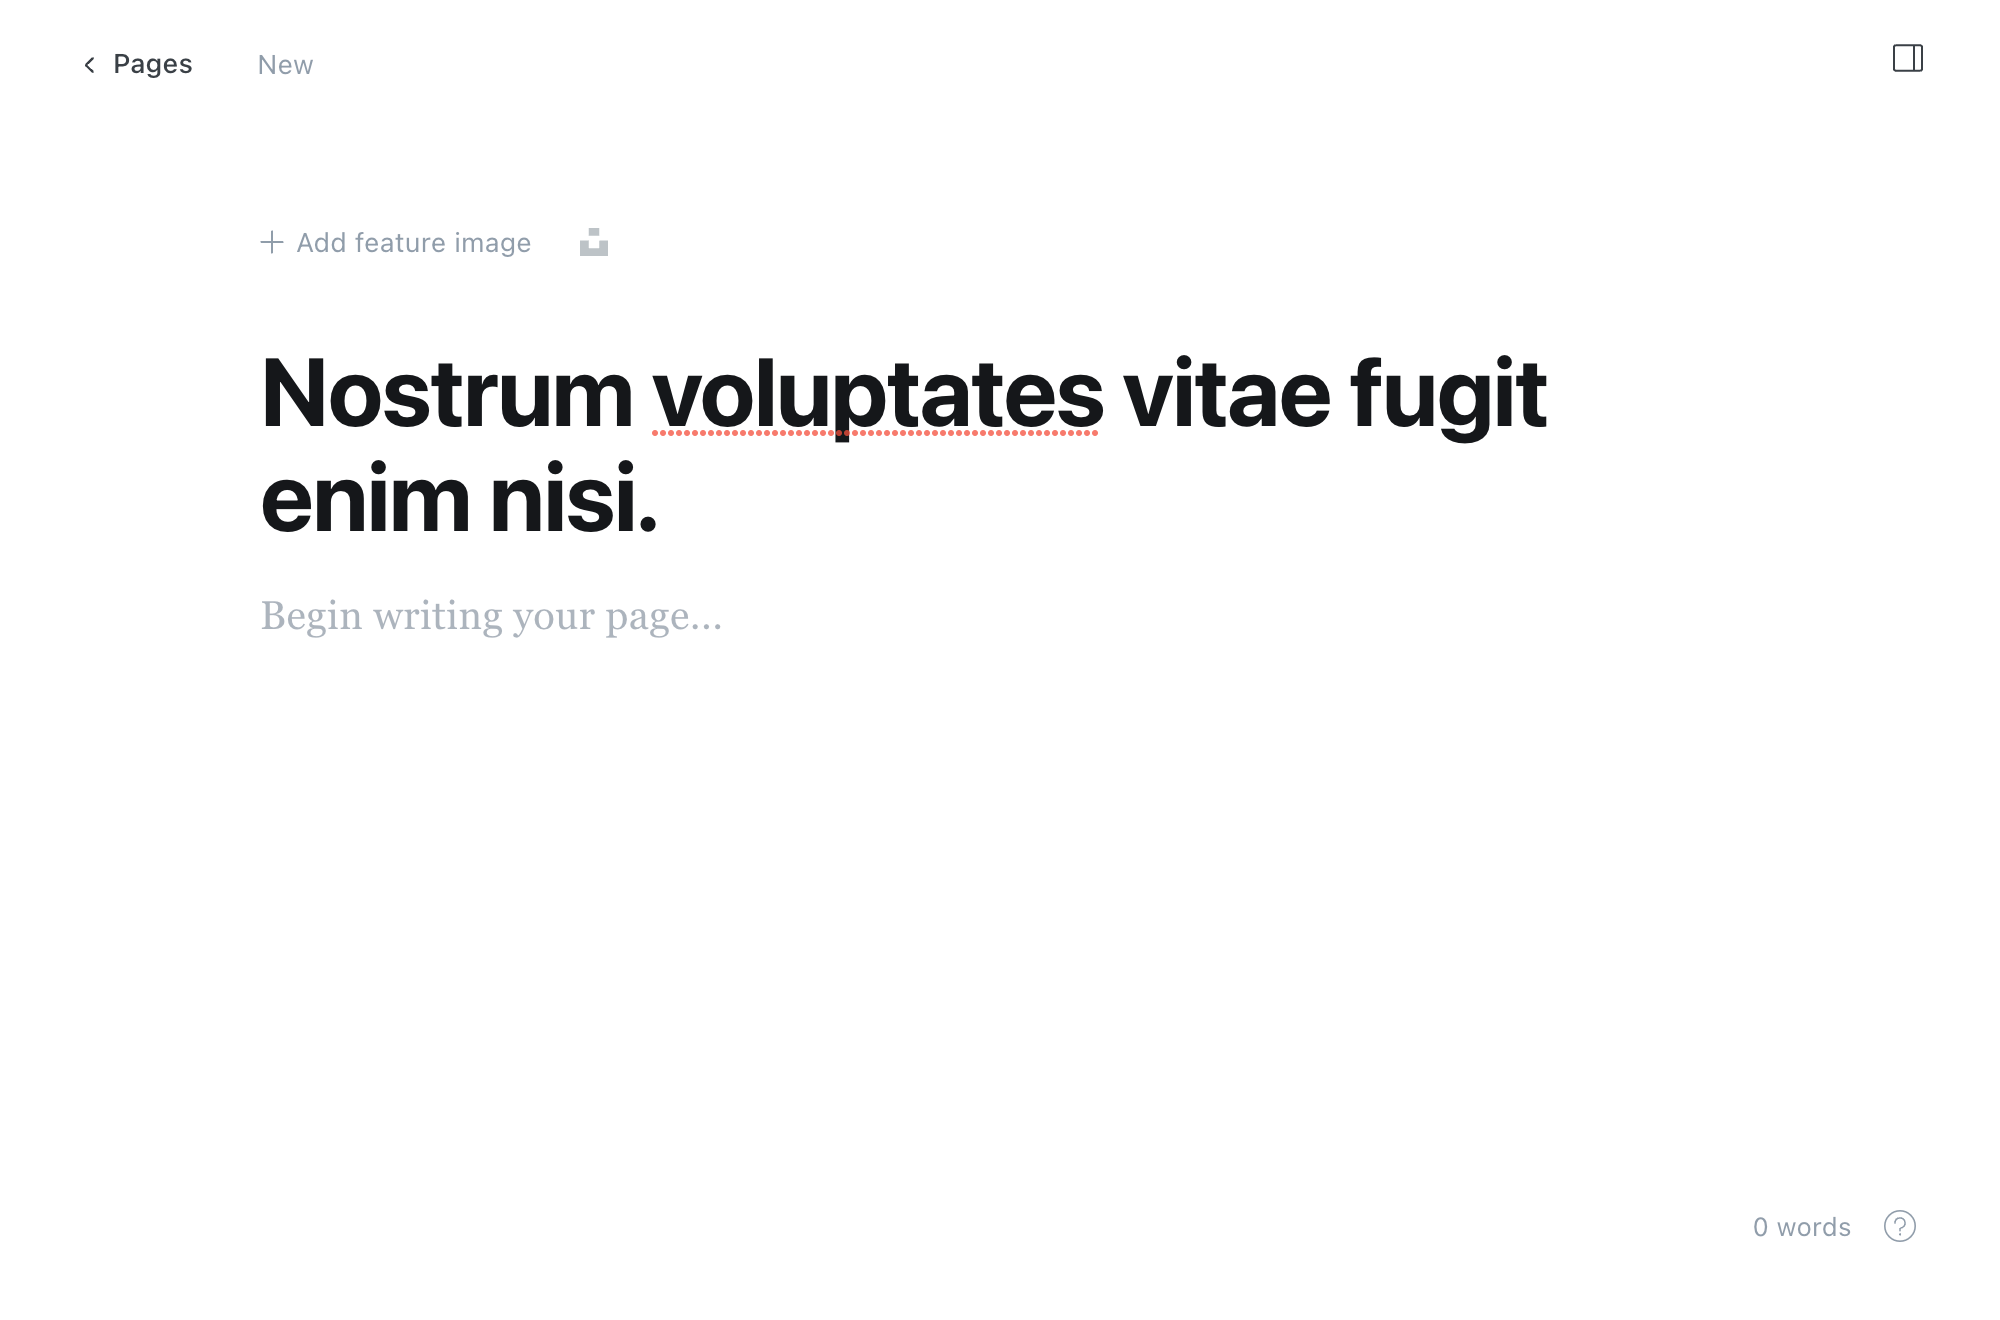 Pages
New
Add feature image
Nostrum voluptates vitae fugit
enim nisi.
Begin writing your page...
0 words
?